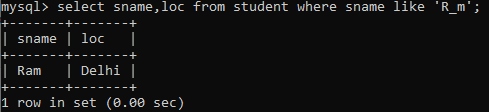 mysql> select sname,loc from student where sname like 'R_m';
+-------+-------+
| sname | loc   |
+-------+-------+
| Ram   | Delhi |
+-------+-------+
1 row in set (0.00 sec)